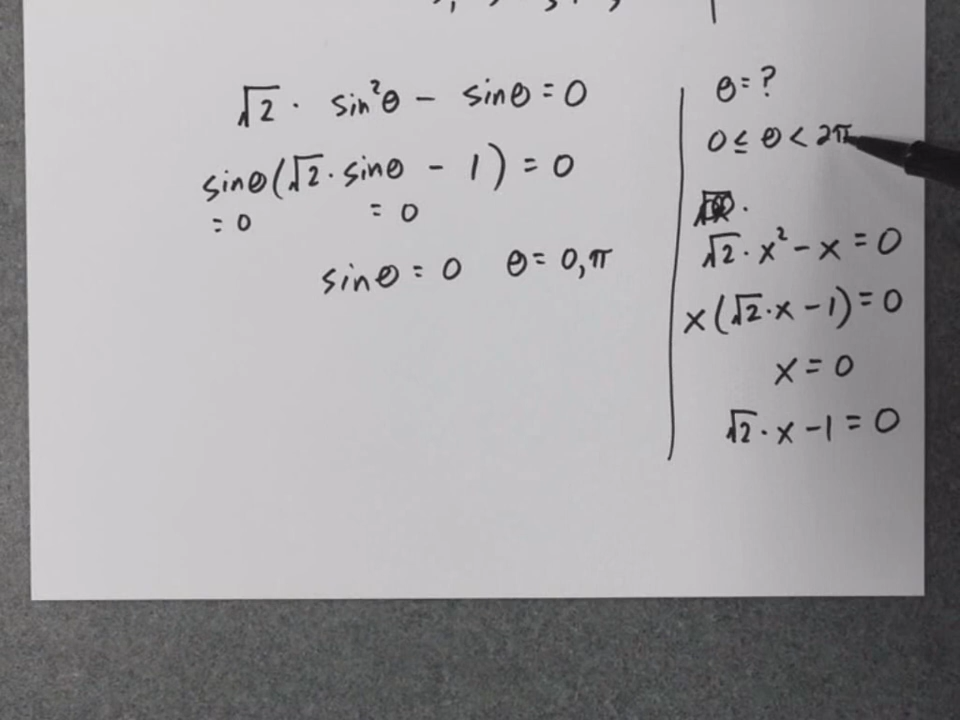 √2 · sin²θ − sinθ = 0
sinθ(√2 · sinθ − 1) = 0
= 0 = 0
sinθ = 0 θ = 0, π
θ = ?
0 ≤ θ < 2π
√2 · x² − x = 0
x(√2 · x − 1) = 0
x = 0
√2 · x − 1 = 0